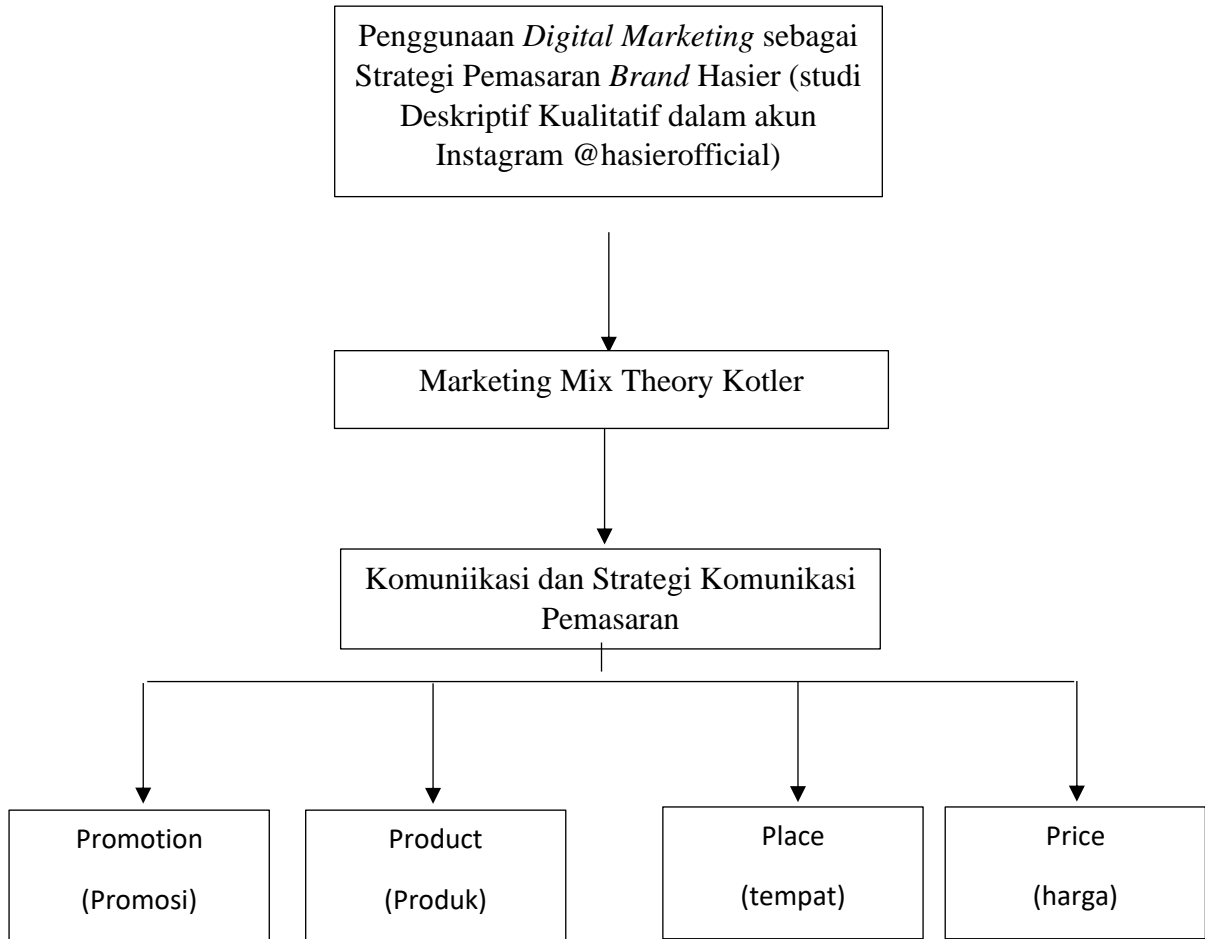 Penggunaan Digital Marketing sebagai
Strategi Pemasaran Brand Hasier (studi
Deskriptif Kualitatif dalam akun
Instagram @hasierofficial)
Marketing Mix Theory Kotler
Komuniikasi dan Strategi Komunikasi
Pemasaran
Promotion
(Promosi)
Product
(Produk)
Place
(tempat)
Price
(harga)